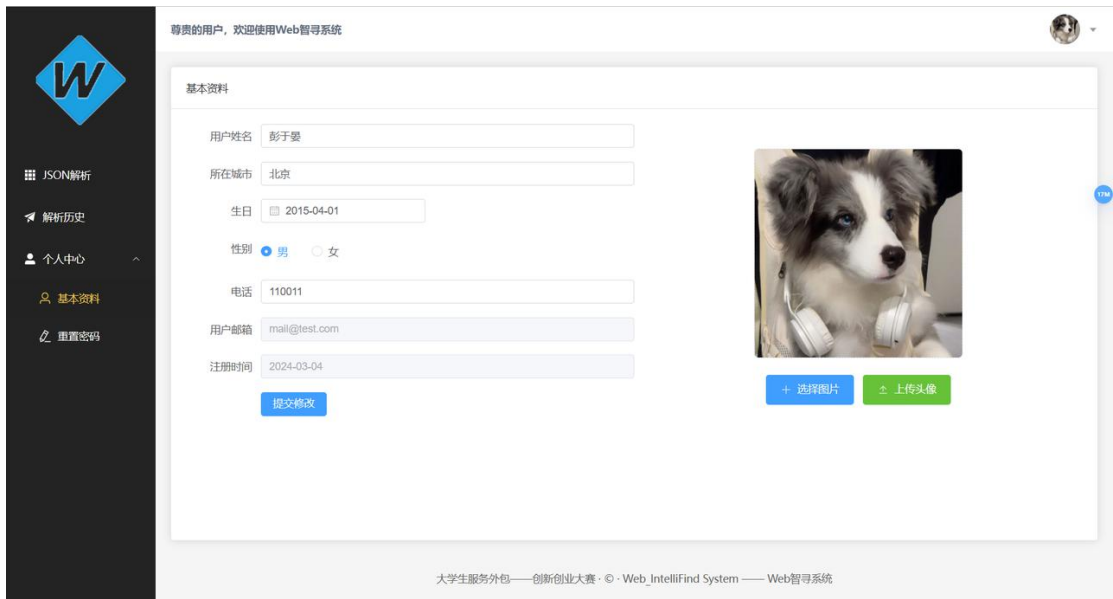 尊贵的用户，欢迎使用Web智寻系统
W
JSON解析
解析历史
个人中心
基本资料
重置密码
基本资料
用户姓名 彭于晏
所在城市 北京
生日 2015-04-01
性别 男 女
电话 110011
用户邮箱 mail@test.com
注册时间 2024-03-04
提交修改
+ 选择图片
上传头像
17M
大学生服务外包——创新创业大赛 · © · Web_IntelliFind System —— Web智寻系统